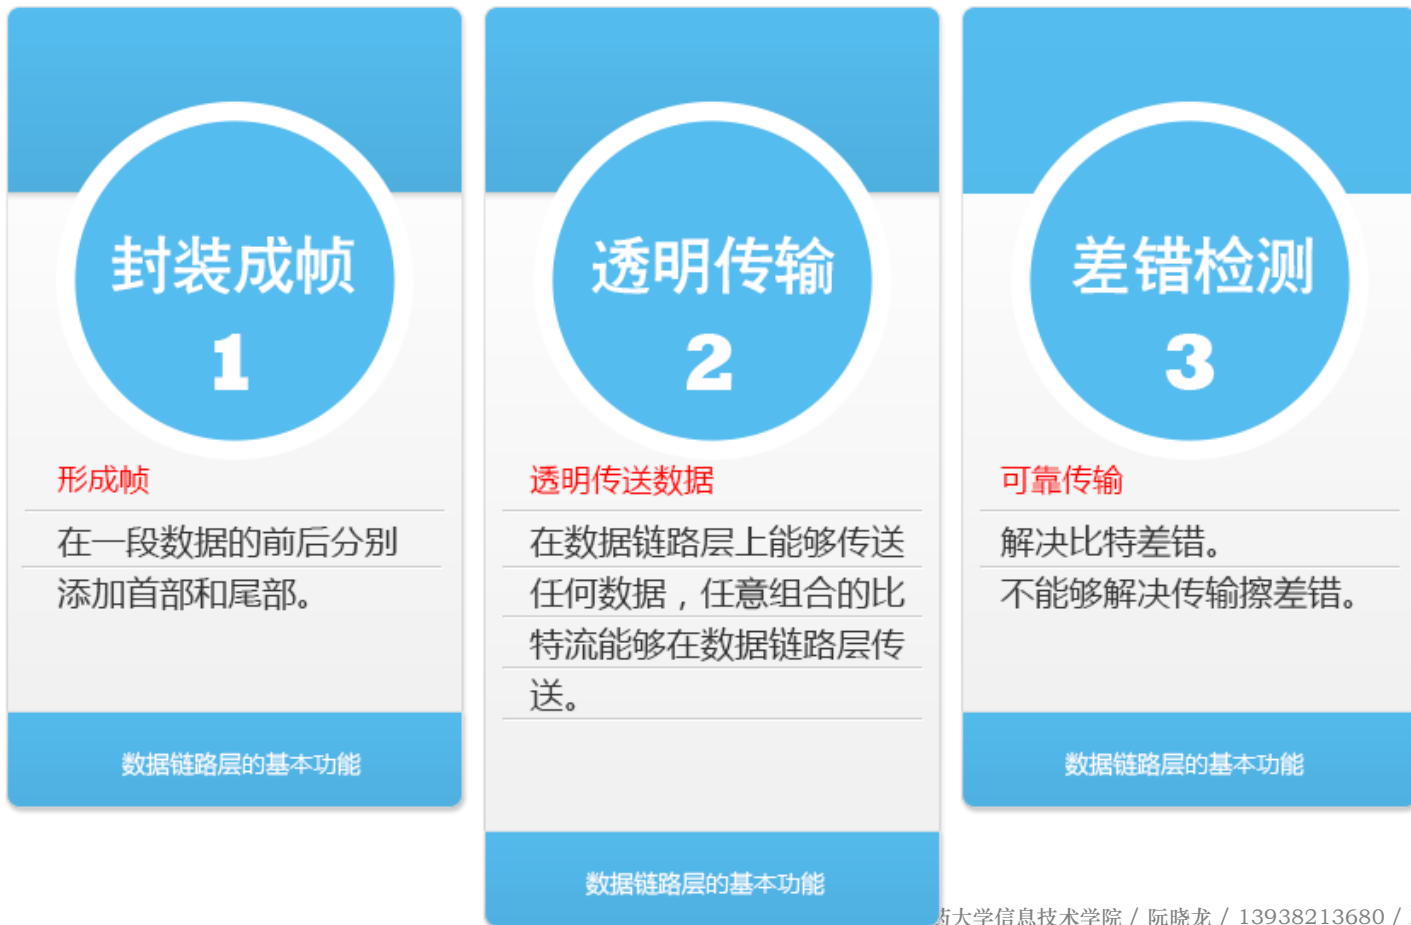 封装成帧
1
形成帧
在一段数据的前后分别
添加首部和尾部。
数据链路层的基本功能
透明传输
2
透明传送数据
在数据链路层上能够传送
任何数据，任意组合的比
特流能够在数据链路层传
送。
数据链路层的基本功能
差错检测
3
可靠传输
解决比特差错。
不能够解决传输擦差错。
数据链路层的基本功能
大学信息技术学院 / 阮晓龙 / 13938213680 /